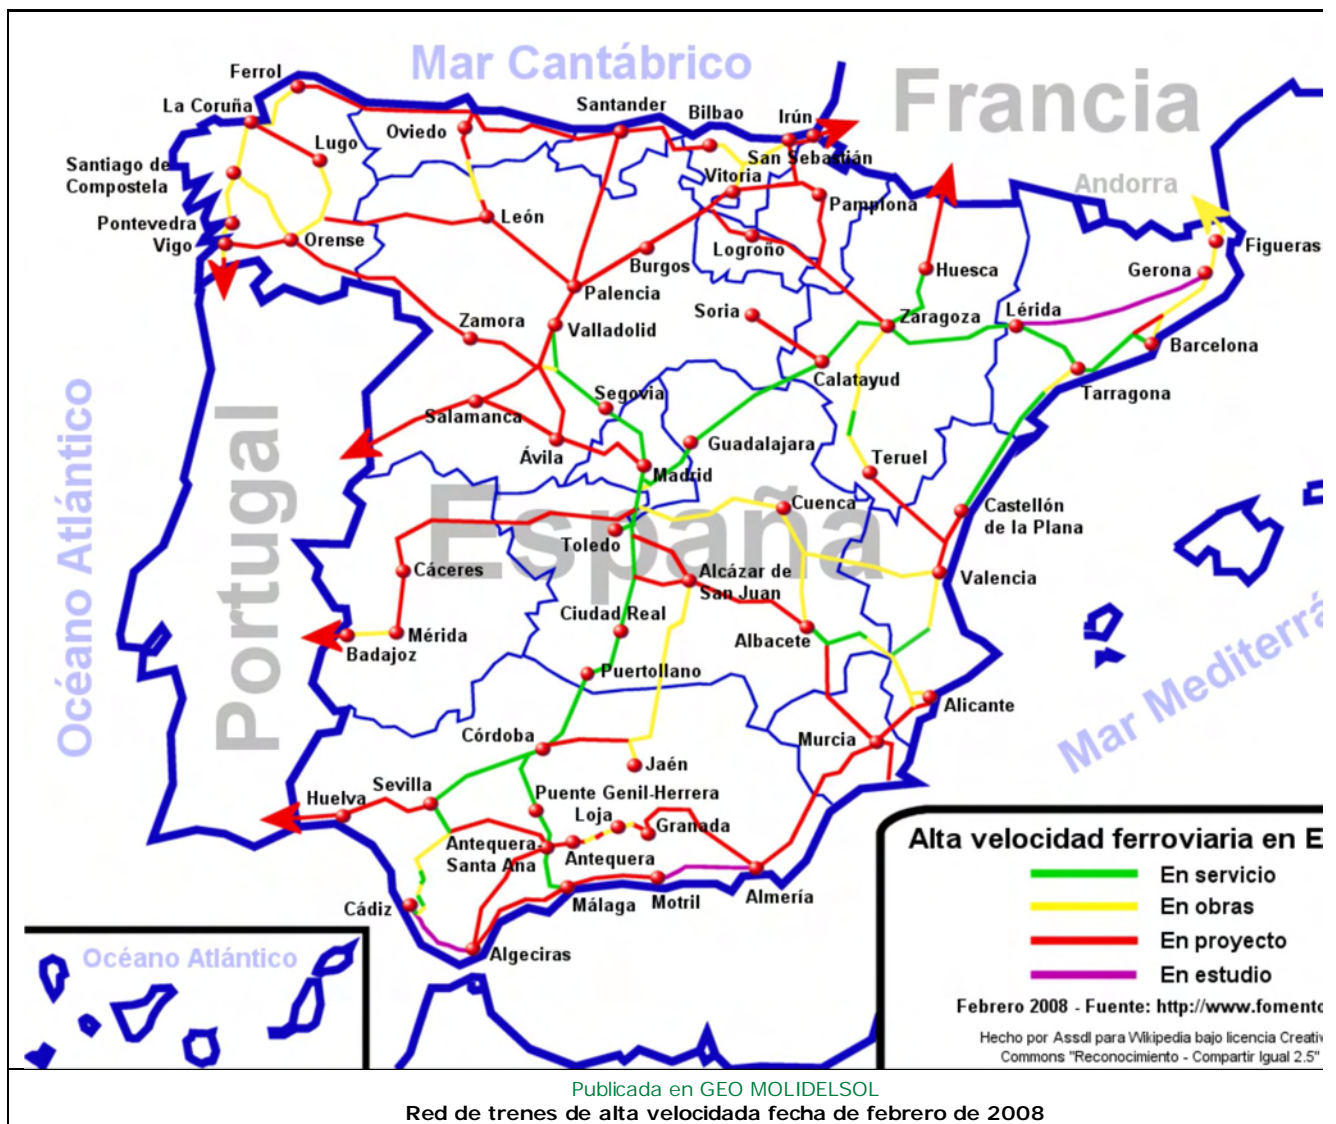 Mar Cantábrico
Francia
Ferrol
La Coruña
Lugo
Oviedo
Santander
Bilbao
Irún
San Sebastián
Vitoria
Pamplona
Andorra
Santiago de
Compostela
Pontevedra
Vigo
Orense
León
Burgos
Logroño
Huesca
Figueras
Gerona
Palencia
Soria
Zaragoza
Lérida
Zamora
Valladolid
Barcelona
Calatayud
Tarragona
Segovia
Salamanca
Ávila
Guadalajara
Madrid
Teruel
Océano Atlántico
Portugal
España
Cuenca
Castellón
de la Plana
Toledo
Cáceres
Alcázar de
San Juan
Valencia
Ciudad Real
Mérida
Badajoz
Albacete
Puertollano
Mar Mediterrá
Alicante
Córdoba
Murcia
Jaén
Sevilla
Huelva
Puente Genil-Herrera
Loja
Granada
Antequera-
Santa Ana
Antequera
Cádiz
Málaga
Motril
Almería
Algeciras
Océano Atlántico
Alta velocidad ferroviaria en E
En servicio
En obras
En proyecto
En estudio
Febrero 2008 - Fuente: http://www.fomento
Hecho por Assdl para Wikipedia bajo licencia Creativ
Commons "Reconocimiento - Compartir Igual 2.5"
Publicada en GEO MOLIDELSOL
Red de trenes de alta velocidada fecha de febrero de 2008